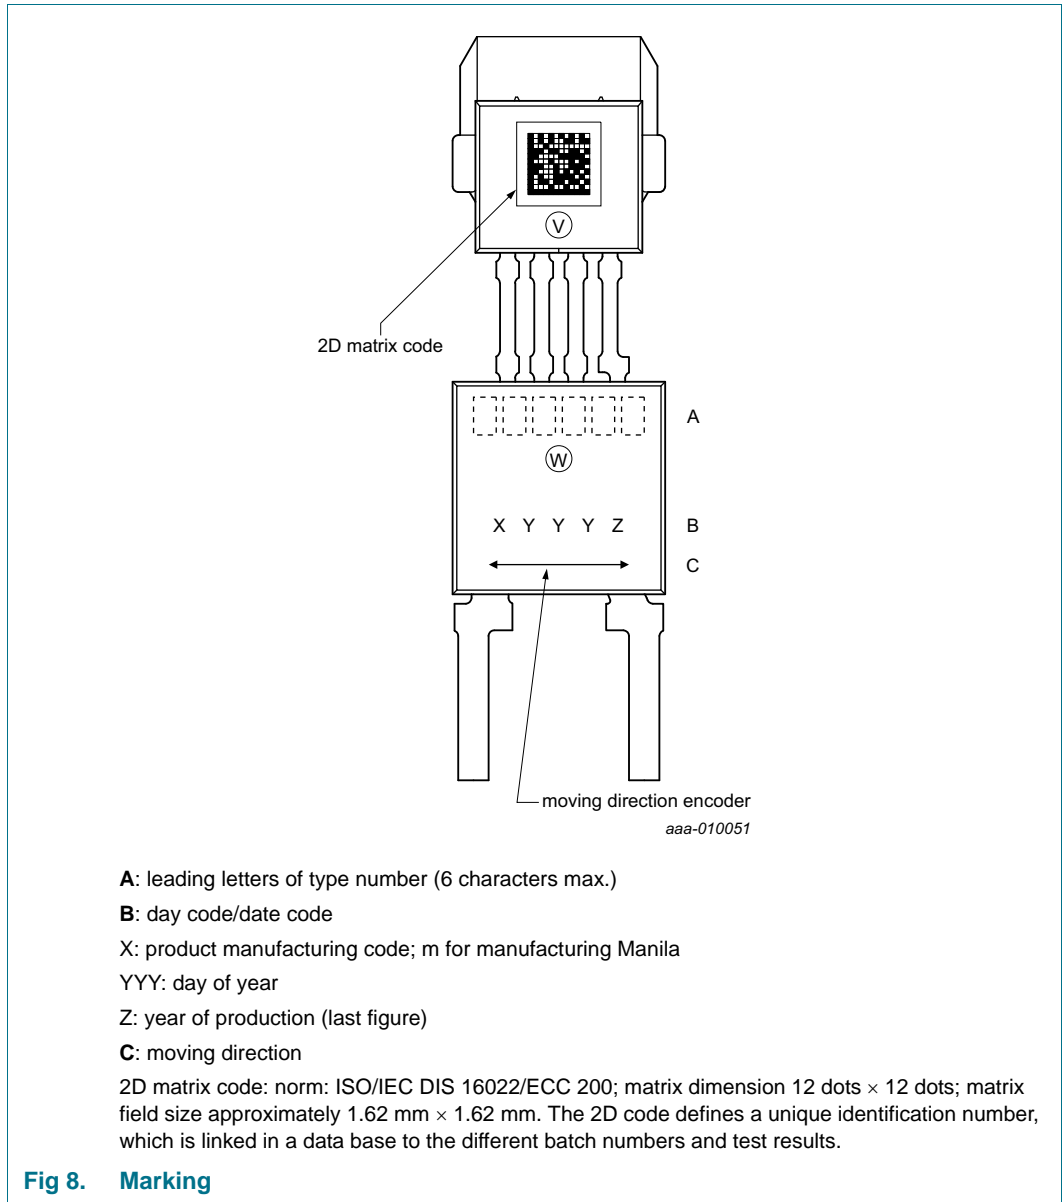 V
2D matrix code
A
W
X Y Y Y Z B
C
moving direction encoder
aaa-010051
A: leading letters of type number (6 characters max.)
B: day code/date code
X: product manufacturing code; m for manufacturing Manila
YYY: day of year
Z: year of production (last figure)
C: moving direction
2D matrix code: norm: ISO/IEC DIS 16022/ECC 200; matrix dimension 12 dots × 12 dots; matrix
field size approximately 1.62 mm × 1.62 mm. The 2D code defines a unique identification number,
which is linked in a data base to the different batch numbers and test results.
Fig 8. Marking